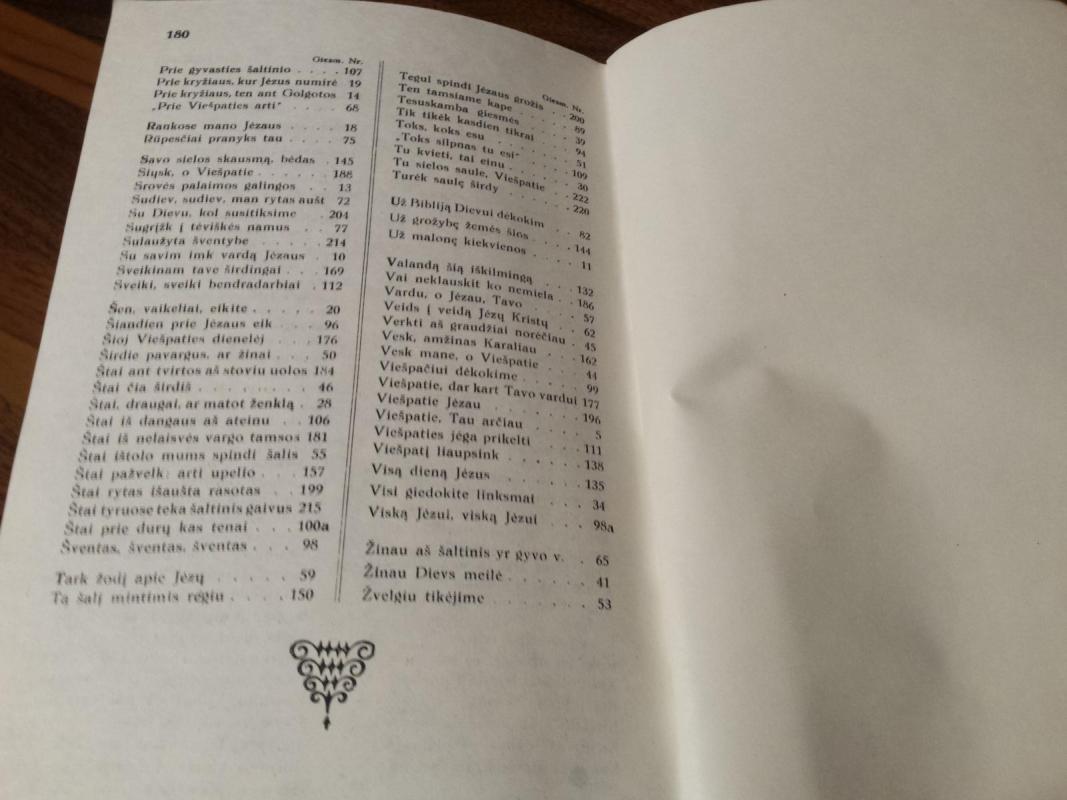 180
Giesm. Nr.
Prie gyvasties šaltinio . . . . 107
Prie kryžiaus, kur Jėzus numirė 19
Prie kryžiaus, ten ant Golgotos 14
„Prie Viešpaties arti“ . . . . 68
Rankose mano Jėzaus . . . . 18
Rūpesčiai pranyks tau . . . . 75
Savo sielos skausmą, bėdas . 145
Siųsk, o Viešpatie . . . . . . 188
Srovės palaimos galingos . . 13
Sudiev, sudiev, man rytas aušt 72
Su Dievu, kol susitiksime . 204
Sugrįžk į tėviškės namus . . 77
Sulaužyta šventybe . . . . . 214
Su savim imk vardą Jėzaus . 10
Sveikinam tave širdingai . . . 169
Sveiki, sveiki bendradarbiai . 112
Šen, vaikeliai, eikite . . . . . 20
Šiandien prie Jėzaus eik . . . 96
Šioj Viešpaties dienelėj . . . 176
Širdie pavargus, ar žinai . . . 50
Štai ant tvirtos aš stoviu uolos 184
Štai čia širdis . . . . . . . . 46
Štai, draugai, ar matot ženklą . 28
Štai iš dangaus aš ateinu . . 106
Štai iš nelaisvės vargo tamsos 181
Štai ištolo mums spindi šalis 55
Štai pažvelk: arti upelio . . . 157
Štai rytas išaušta rasotas . . . 199
Štai tyruose teka šaltinis gaivus 215
Štai prie durų kas tenai . . . 100a
Šventas, šventas, šventas . . . 98
Tark žodį apie Jėzų . . . . . 59
Tą šalį mintimis regiu . . . . 150
Giesm. Nr.
Tegul spindi Jėzaus grožis . . 200
Ten tamsiame kape . . . . . 89
Tesuskamba giesmės . . . . 39
Tik tikėk kasdien tikrai . . . 94
Toks, koks esu . . . . . . . 51
„Toks silpnas tu esi“ . . . . 109
Tu kvieti, tai einu . . . . . . 30
Tu sielos saule, Viešpatie . . 222
Turėk saulę širdy . . . . . . 220
Už Bibliją Dievui dėkokim . . 82
Už grožybę žemės šios . . . . 144
Už malonę kiekvienos . . . . 11
Valandą šią iškilmingą . . . 132
Vai neklauskit ko nemiela . . 186
Vardu, o Jėzau, Tavo . . . . 57
Veids į veidą Jėzų Kristų . . 62
Verkti aš graudžiai norėčiau . 45
Vesk, amžinas Karaliau . . . 162
Vesk mane, o Viešpatie . . . 44
Viešpačiui dėkokime . . . . . 99
Viešpatie, dar kart Tavo vardui 177
Viešpatie Jėzau . . . . . . . 196
Viešpatie, Tau arčiau . . . . 5
Viešpaties jėga prikelti . . . 111
Viešpatį liaupsink . . . . . . 138
Visą dieną Jėzus . . . . . . 135
Visi giedokite linksmai . . . 34
Viską Jėzui, viską Jėzui . . . 98a
Žinau aš šaltinis yr gyvo v. . 65
Žinau Dievs meilė . . . . . . 41
Žvelgiu tikėjime . . . . . . . 53